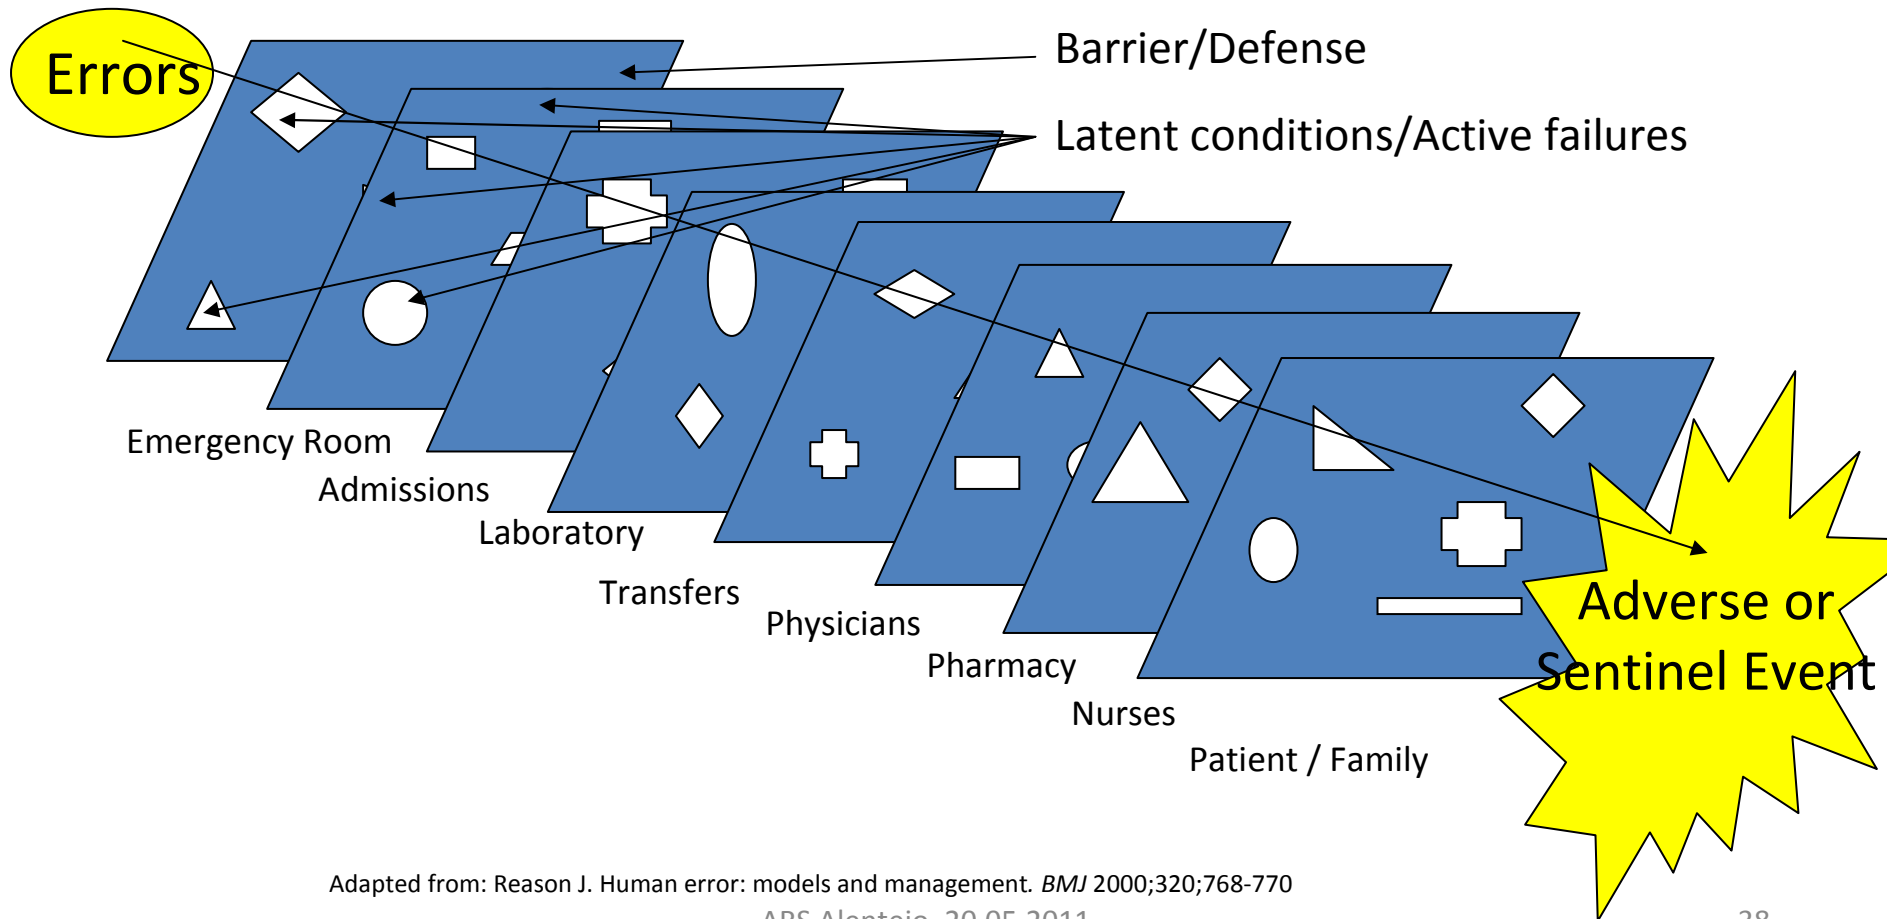 Errors
Barrier/Defense
Latent conditions/Active failures
Emergency Room
Admissions
Laboratory
Transfers
Physicians
Pharmacy
Nurses
Patient / Family
Adverse or
Sentinel Event
Adapted from: Reason J. Human error: models and management. BMJ 2000;320;768-770